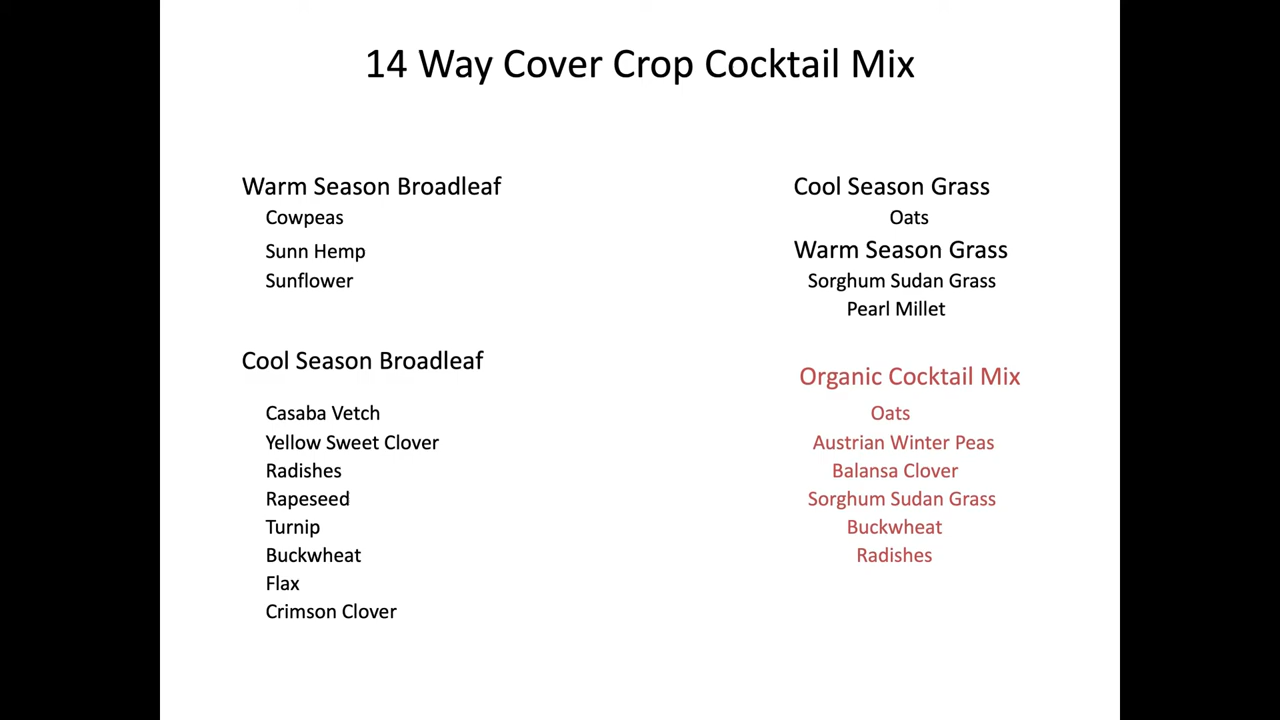 14 Way Cover Crop Cocktail Mix
Warm Season Broadleaf
Cowpeas
Sunn Hemp
Sunflower
Cool Season Broadleaf
Casaba Vetch
Yellow Sweet Clover
Radishes
Rapeseed
Turnip
Buckwheat
Flax
Crimson Clover
Cool Season Grass
Oats
Warm Season Grass
Sorghum Sudan Grass
Pearl Millet
Organic Cocktail Mix
Oats
Austrian Winter Peas
Balansa Clover
Sorghum Sudan Grass
Buckwheat
Radishes